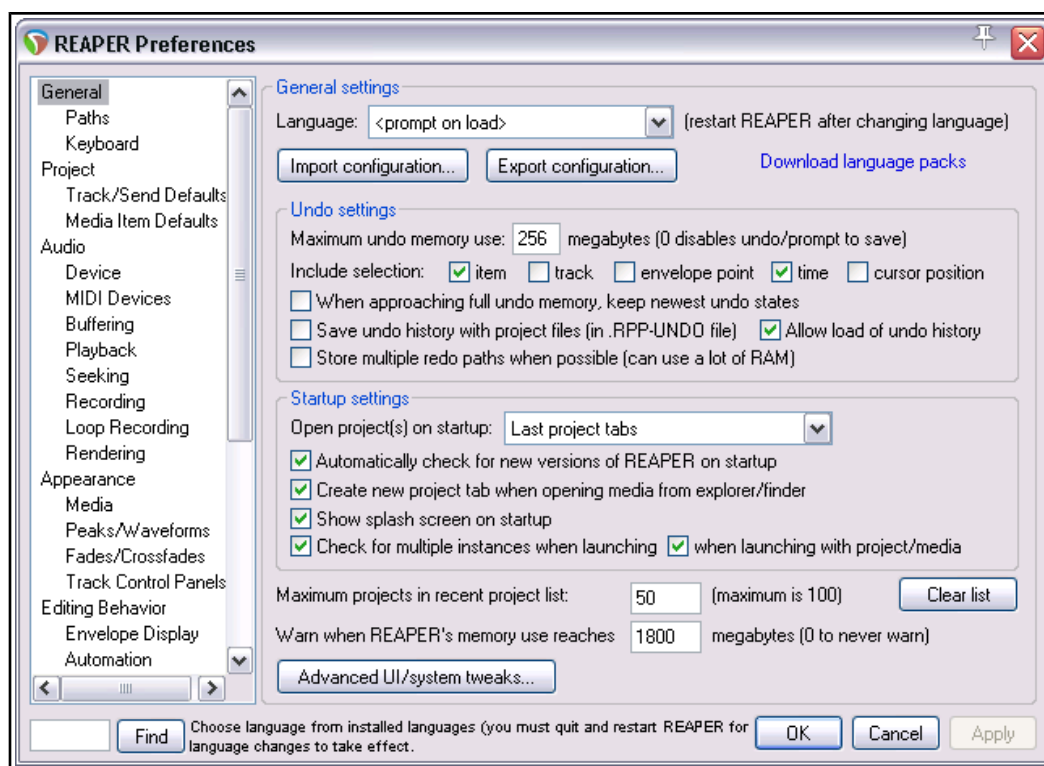 REAPER Preferences
General
Paths
Keyboard
Project
Track/Send Defaults
Media Item Defaults
Audio
Device
MIDI Devices
Buffering
Playback
Seeking
Recording
Loop Recording
Rendering
Appearance
Media
Peaks/Waveforms
Fades/Crossfades
Track Control Panels
Editing Behavior
Envelope Display
Automation
General settings
Language: <prompt on load> (restart REAPER after changing language)
Import configuration... Export configuration... Download language packs
Undo settings
Maximum undo memory use: 256 megabytes (0 disables undo/prompt to save)
Include selection: item track envelope point time cursor position
When approaching full undo memory, keep newest undo states
Save undo history with project files (in .RPP-UNDO file) Allow load of undo history
Store multiple redo paths when possible (can use a lot of RAM)
Startup settings
Open project(s) on startup: Last project tabs
Automatically check for new versions of REAPER on startup
Create new project tab when opening media from explorer/finder
Show splash screen on startup
Check for multiple instances when launching when launching with project/media
Maximum projects in recent project list: 50 (maximum is 100) Clear list
Warn when REAPER's memory use reaches 1800 megabytes (0 to never warn)
Advanced UI/system tweaks...
Find Choose language from installed languages (you must quit and restart REAPER for
language changes to take effect.
OK Cancel Apply